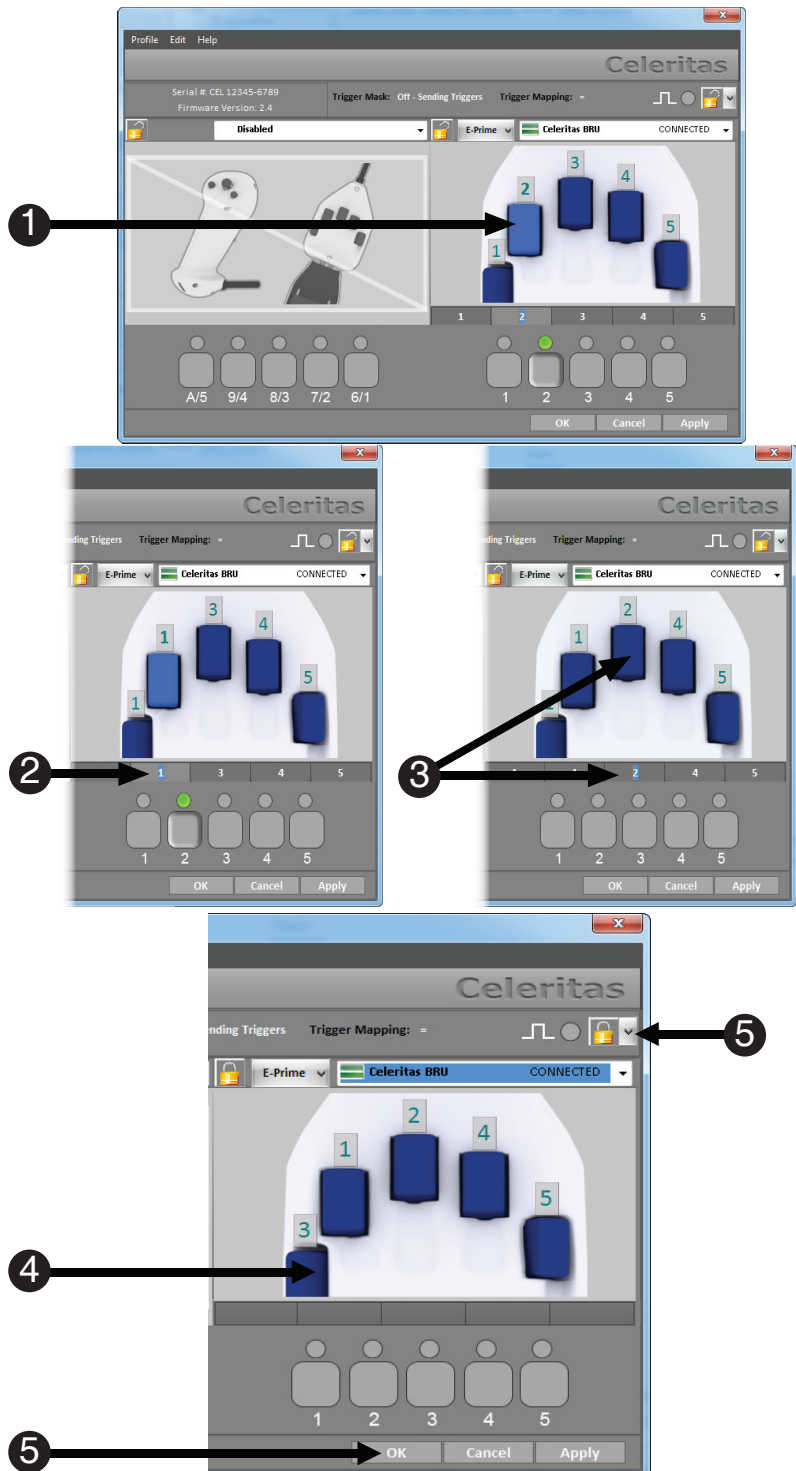 X
Profile Edit Help
Celeritas
Serial #: CEL 12345-6789
Firmware Version: 2.4
Trigger Mask: Off - Sending Triggers Trigger Mapping: =
Disabled
E-Prime Celeritas BRU CONNECTED
1
2
3
4
5
1
1 2 3 4 5
A/5 9/4 8/3 7/2 6/1
1 2 3 4 5
OK Cancel Apply
X
Celeritas
nding Triggers Trigger Mapping: =
E-Prime Celeritas BRU CONNECTED
1
1
3
4
5
2
1 3 4 5
1 2 3 4 5
OK Cancel Apply
X
Celeritas
nding Triggers Trigger Mapping: =
E-Prime Celeritas BRU CONNECTED
1
1
2
4
5
3
1 1 2 4 5
1 2 3 4 5
OK Cancel Apply
X
Celeritas
nding Triggers Trigger Mapping: =
5
E-Prime Celeritas BRU CONNECTED
3
1
2
4
5
4
1 2 3 4 5
5
OK Cancel Apply